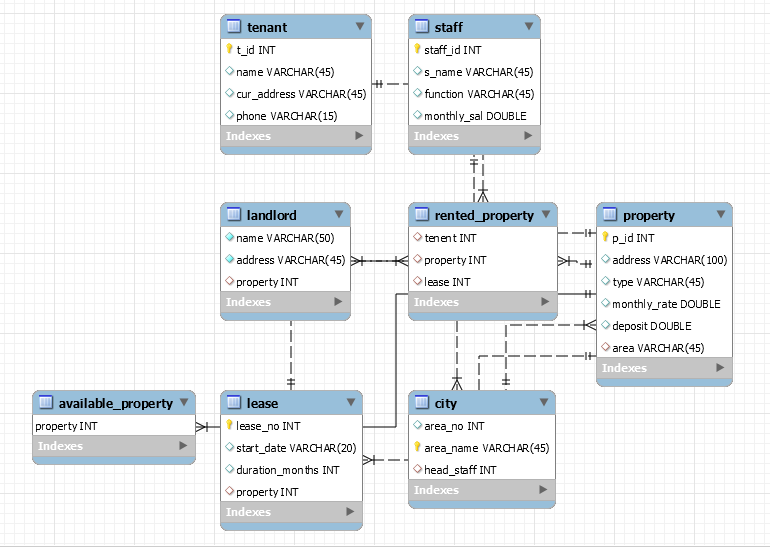 tenant
t_id INT
name VARCHAR(45)
cur_address VARCHAR(45)
phone VARCHAR(15)
Indexes
staff
staff_id INT
s_name VARCHAR(45)
function VARCHAR(45)
monthly_sal DOUBLE
Indexes
landlord
name VARCHAR(50)
address VARCHAR(45)
property INT
Indexes
rented_property
tenent INT
property INT
lease INT
Indexes
property
p_id INT
address VARCHAR(100)
type VARCHAR(45)
monthly_rate DOUBLE
deposit DOUBLE
area VARCHAR(45)
Indexes
available_property
property INT
Indexes
lease
lease_no INT
start_date VARCHAR(20)
duration_months INT
property INT
Indexes
city
area_no INT
area_name VARCHAR(45)
head_staff INT
Indexes